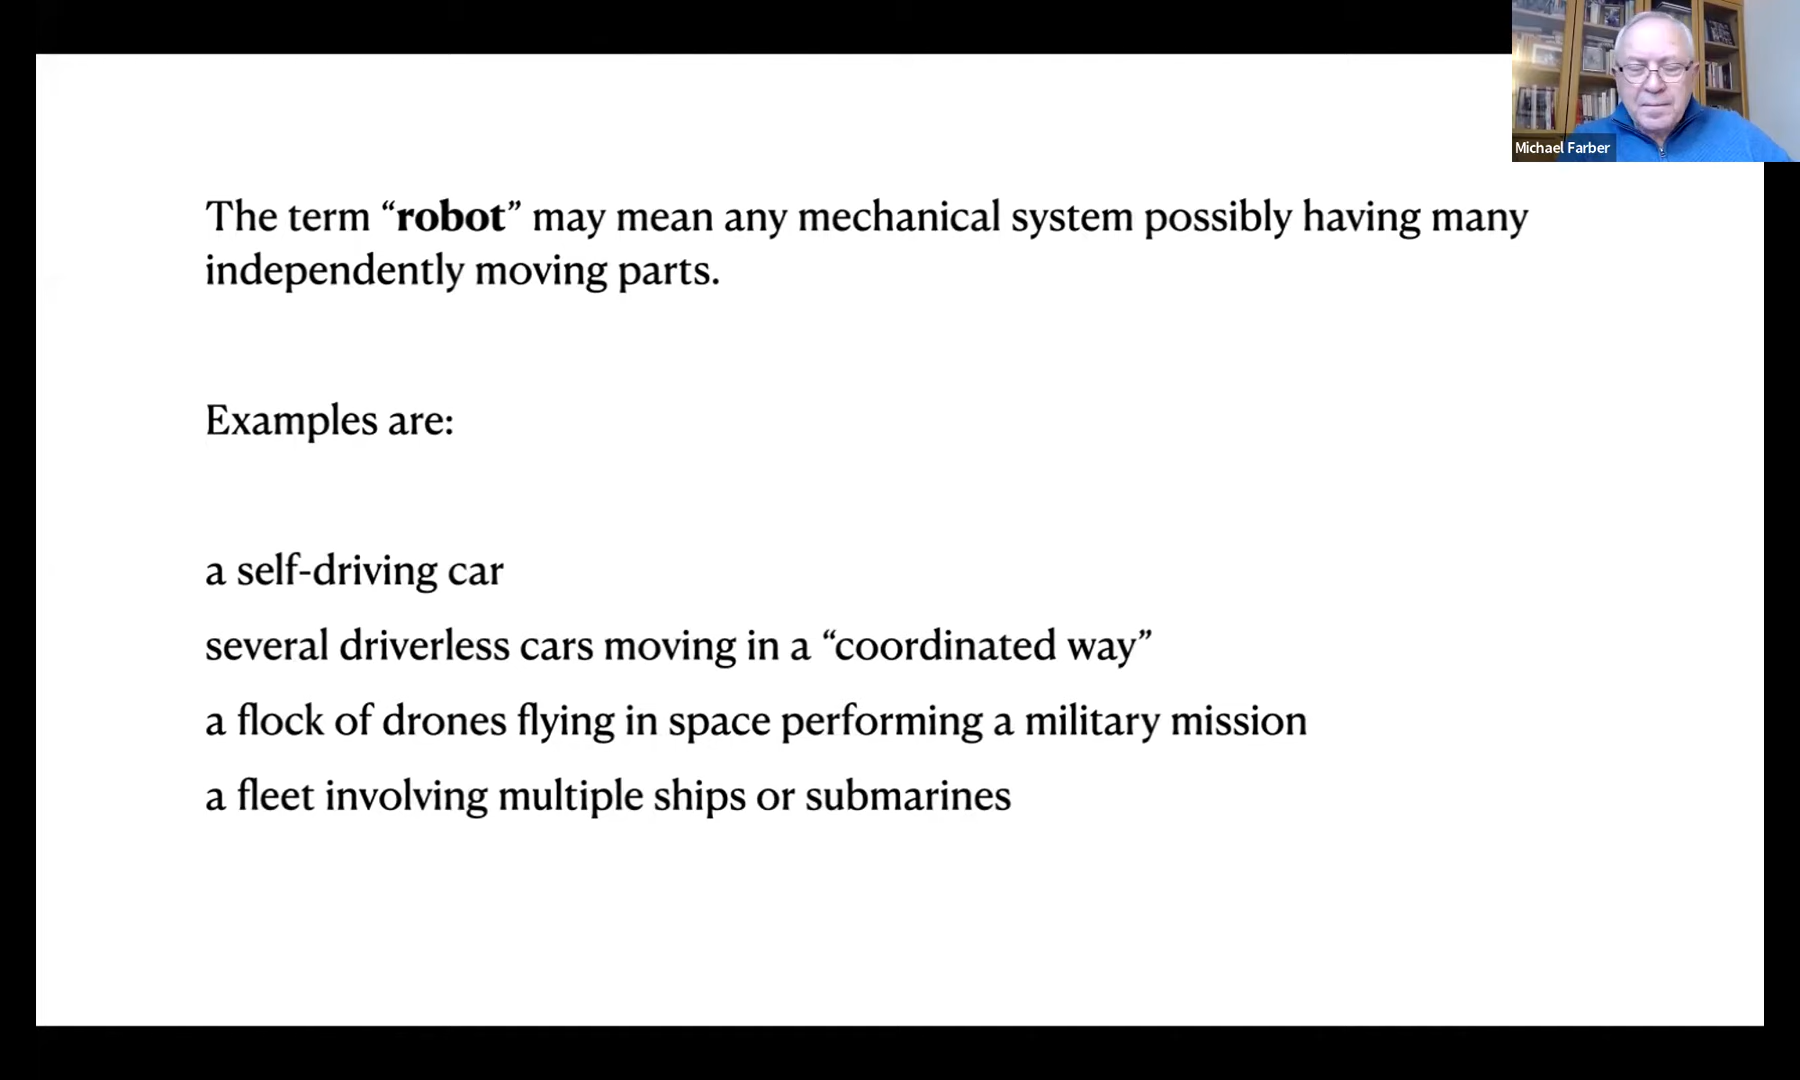 Michael Farber
The term “robot” may mean any mechanical system possibly having many
independently moving parts.
Examples are:
a self-driving car
several driverless cars moving in a “coordinated way”
a flock of drones flying in space performing a military mission
a fleet involving multiple ships or submarines